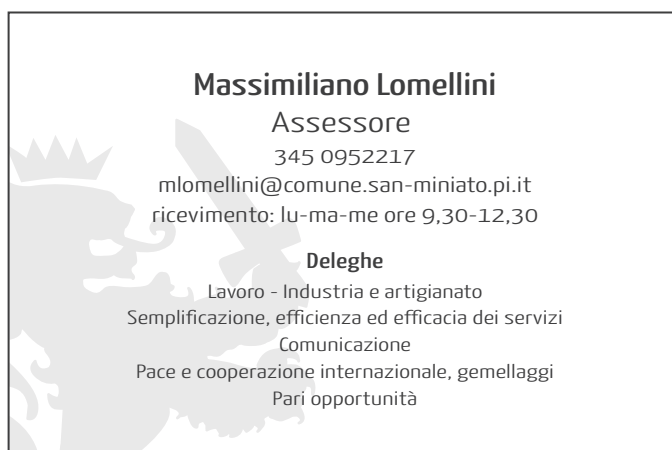 Massimiliano Lomellini
Assessore
345 0952217
mlomellini@comune.san-miniato.pi.it
ricevimento: lu-ma-me ore 9,30-12,30
Deleghe
Lavoro - Industria e artigianato
Semplificazione, efficienza ed efficacia dei servizi
Comunicazione
Pace e cooperazione internazionale, gemellaggi
Pari opportunità